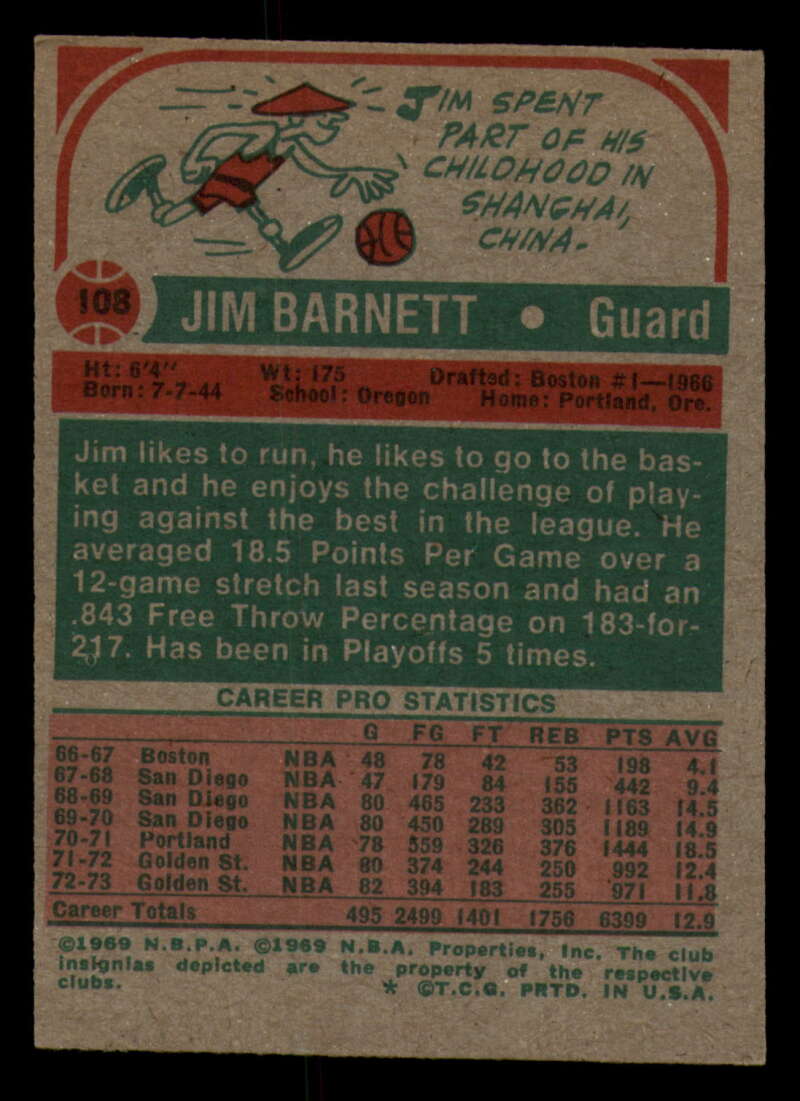 JIM SPENT
PART OF HIS
CHILDHOOD IN
SHANGHAI,
CHINA-
108 JIM BARNETT • Guard
Ht: 6'4" Wt: 175 Drafted: Boston #1—1966
Born: 7-7-44 School: Oregon Home: Portland, Ore.
Jim likes to run, he likes to go to the bas-
ket and he enjoys the challenge of play-
ing against the best in the league. He
averaged 18.5 Points Per Game over a
12-game stretch last season and had an
.843 Free Throw Percentage on 183-for-
217. Has been in Playoffs 5 times.
CAREER PRO STATISTICS
G FG FT REB PTS AVG
66-67 Boston NBA 48 78 42 53 198 4.1
67-68 San Diego NBA 47 179 84 155 442 9.4
68-69 San Diego NBA 80 465 233 362 1163 14.5
69-70 San Diego NBA 80 450 289 305 1189 14.9
70-71 Portland NBA 78 559 326 376 1444 18.5
71-72 Golden St. NBA 80 374 244 250 992 12.4
72-73 Golden St. NBA 82 394 183 255 971 11.8
Career Totals 495 2499 1401 1756 6399 12.9
©1969 N.B.P.A. ©1969 N.B.A. Properties, Inc. The club
insignias depicted are the property of the respective
clubs. * ©T.C.G. PRTD. IN U.S.A.